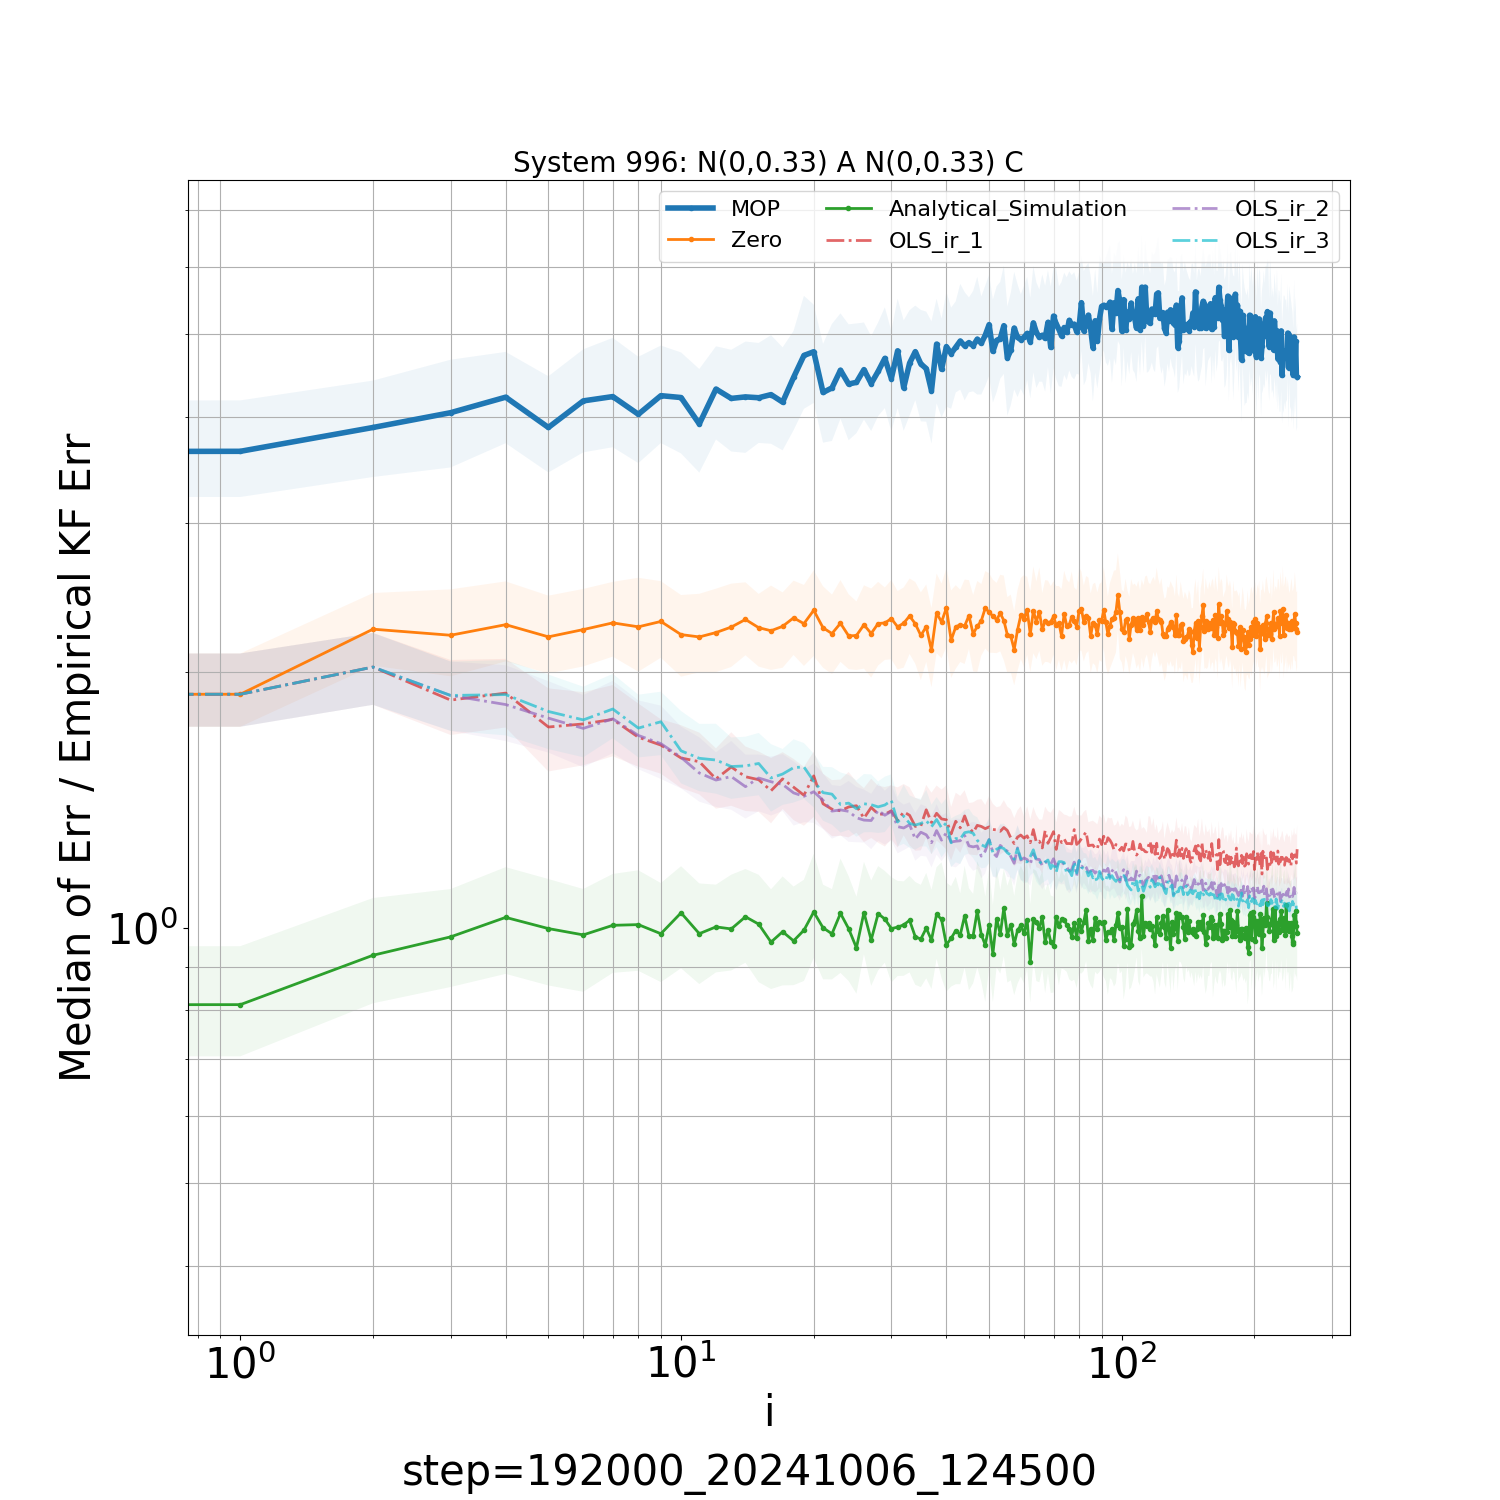 System 996: N(0,0.33) A N(0,0.33) C
MOP
Zero
Analytical_Simulation
OLS_ir_1
OLS_ir_2
OLS_ir_3
Median of Err / Empirical KF Err
10⁰
10⁰ 10¹ 10²
i
step=192000_20241006_124500